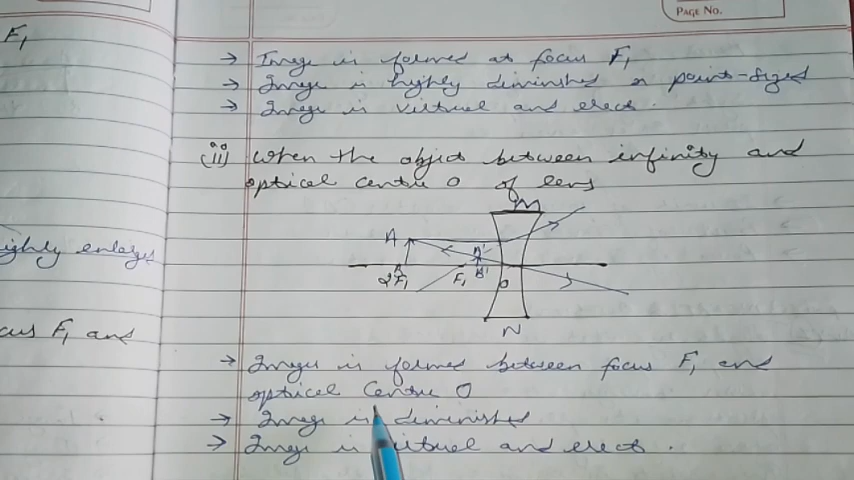 PAGE NO.
F1
→ Image is formed at focus F1
→ Image is highly diminished or point-sized
→ Image is virtual and erect.
(ii) When the object between infinity and
optical centre O of lens
M
A
A'
B'
2F1
F1
O
N
ighly enlarge
cus F1 and
→ Image is formed between focus F1 and
optical Centre O
→ Image is diminished
→ Image is virtual and erect.